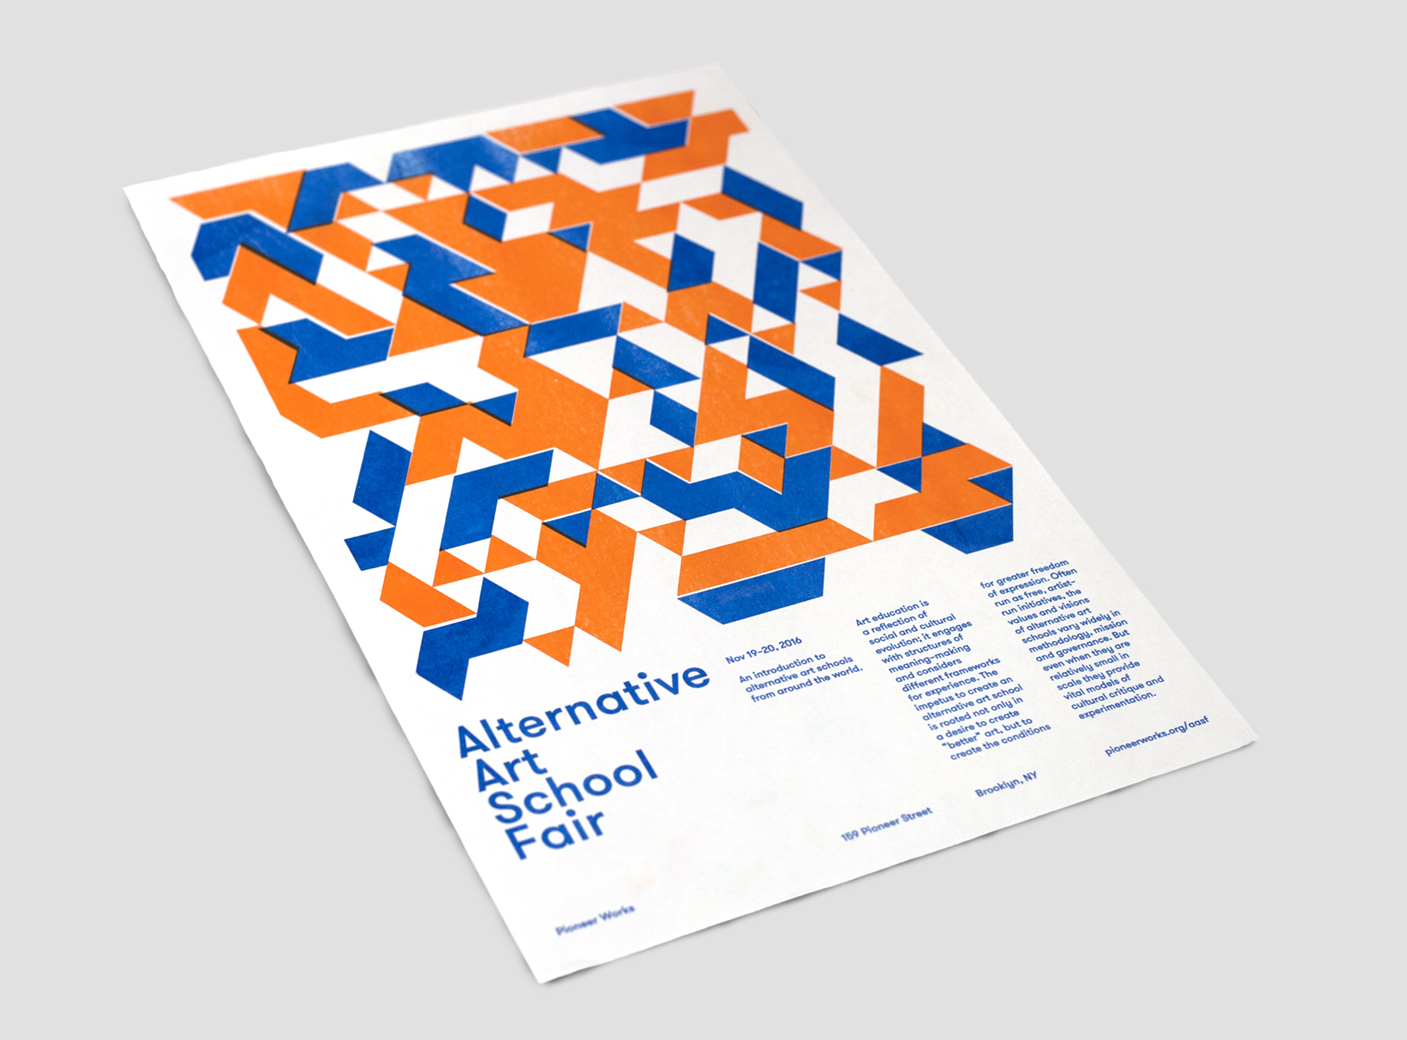 Alternative
Art
School
Fair
Nov 19–20, 2016
An introduction to
alternative art schools
from around the world.
Art education is
a reflection of
social and cultural
evolution; it engages
with structures of
meaning-making
and considers
different frameworks
for experience. The
impetus to create an
alternative art school
is rooted not only in
a desire to create
"better" art, but to
create the conditions
for greater freedom
of expression. Often
run as free, artist-
run initiatives, the
values and visions
of alternative art
schools vary widely in
methodology, mission
and governance. But
even when they are
relatively small in
scale they provide
vital models of
cultural critique and
experimentation.
Pioneer Works
159 Pioneer Street
Brooklyn, NY
pioneerworks.org/aasf